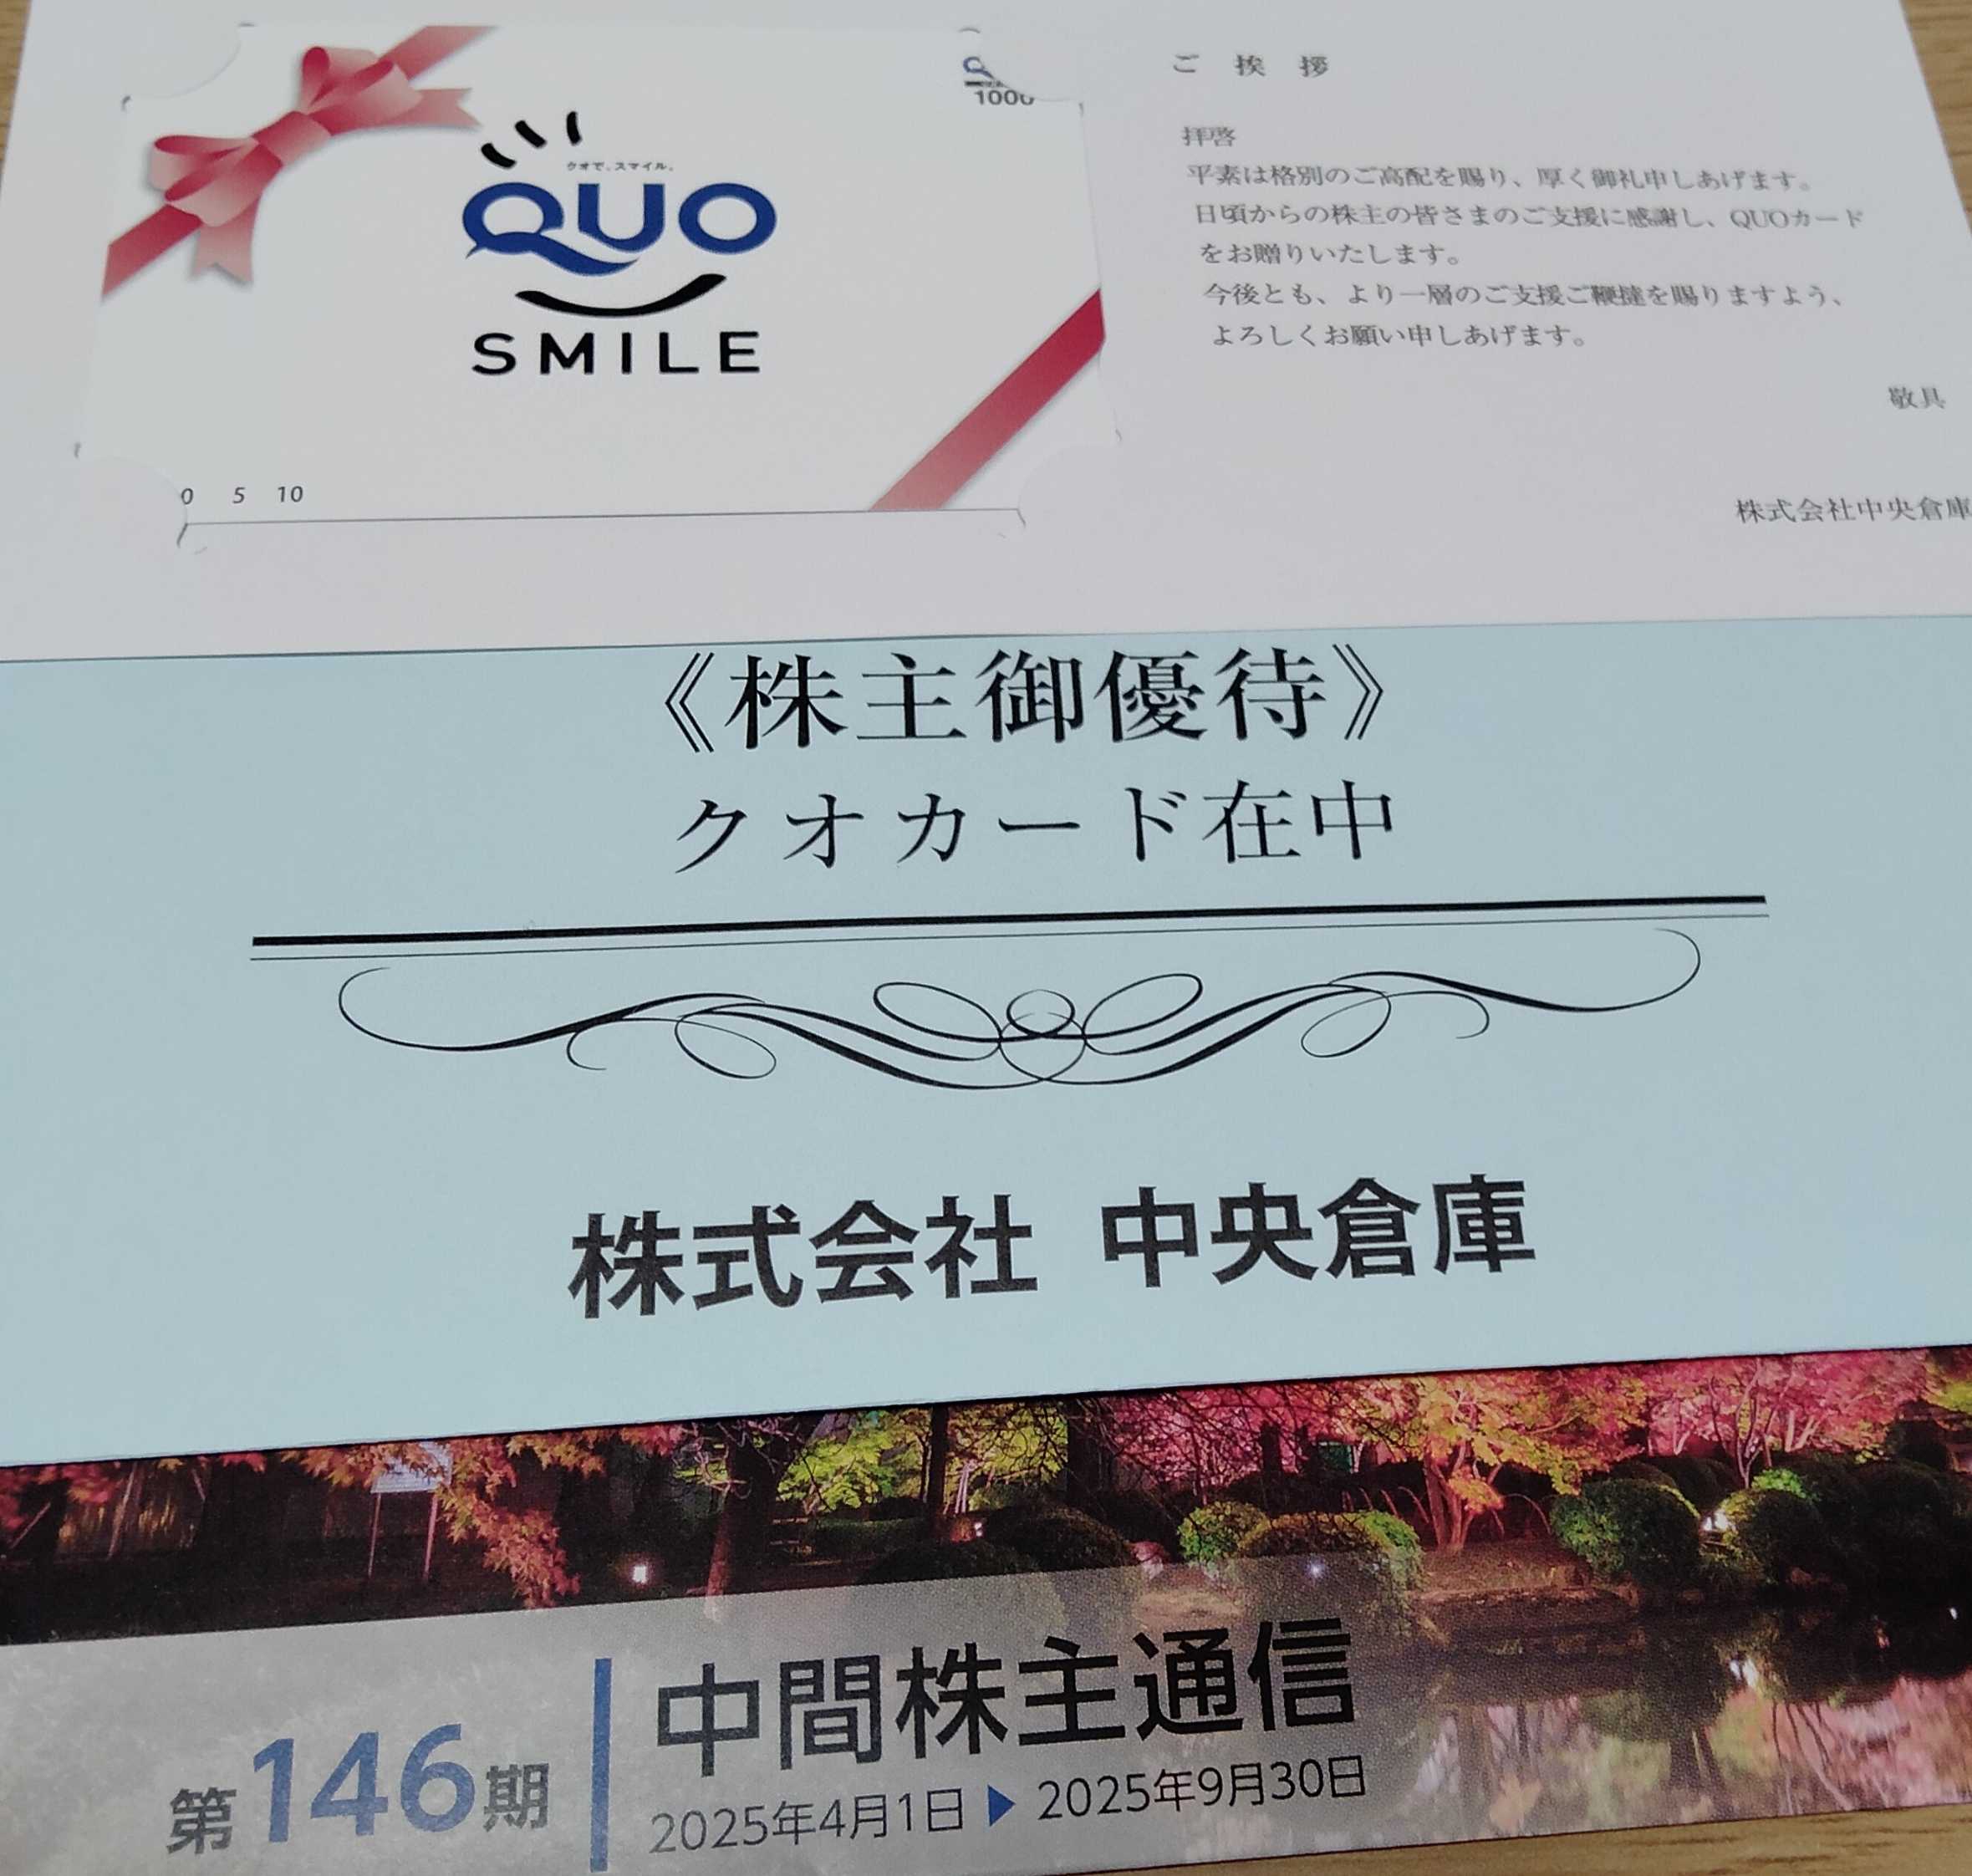 クオで、スマイル。
QUO
SMILE
1000
0 5 10
ご挨拶
拝啓
平素は格別のご高配を賜り、厚く御礼申しあげます。
日頃からの株主の皆さまのご支援に感謝し、QUOカード
をお贈りいたします。
今後とも、より一層のご支援ご鞭撻を賜りますよう、
よろしくお願い申しあげます。
敬具
株式会社中央倉庫
《株主御優待》
クオカード在中
株式会社 中央倉庫
第146期
中間株主通信
2025年4月1日▶2025年9月30日